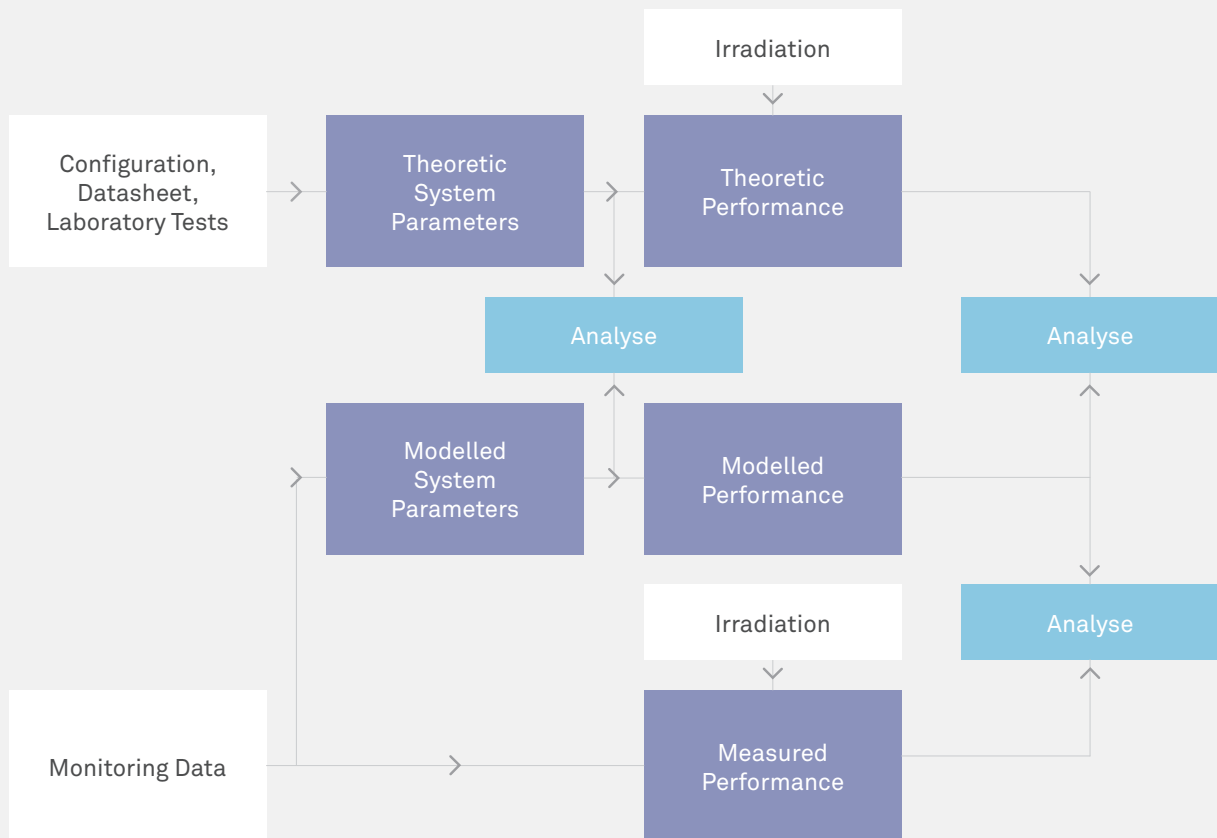 Irradiation
Configuration,
Datasheet,
Laboratory Tests
Theoretic
System
Parameters
Theoretic
Performance
Analyse
Analyse
Modelled
System
Parameters
Modelled
Performance
Irradiation
Analyse
Monitoring Data
Measured
Performance